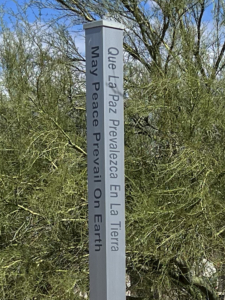 May Peace Prevail On Earth
Que La Paz Prevalezca En La Tierra